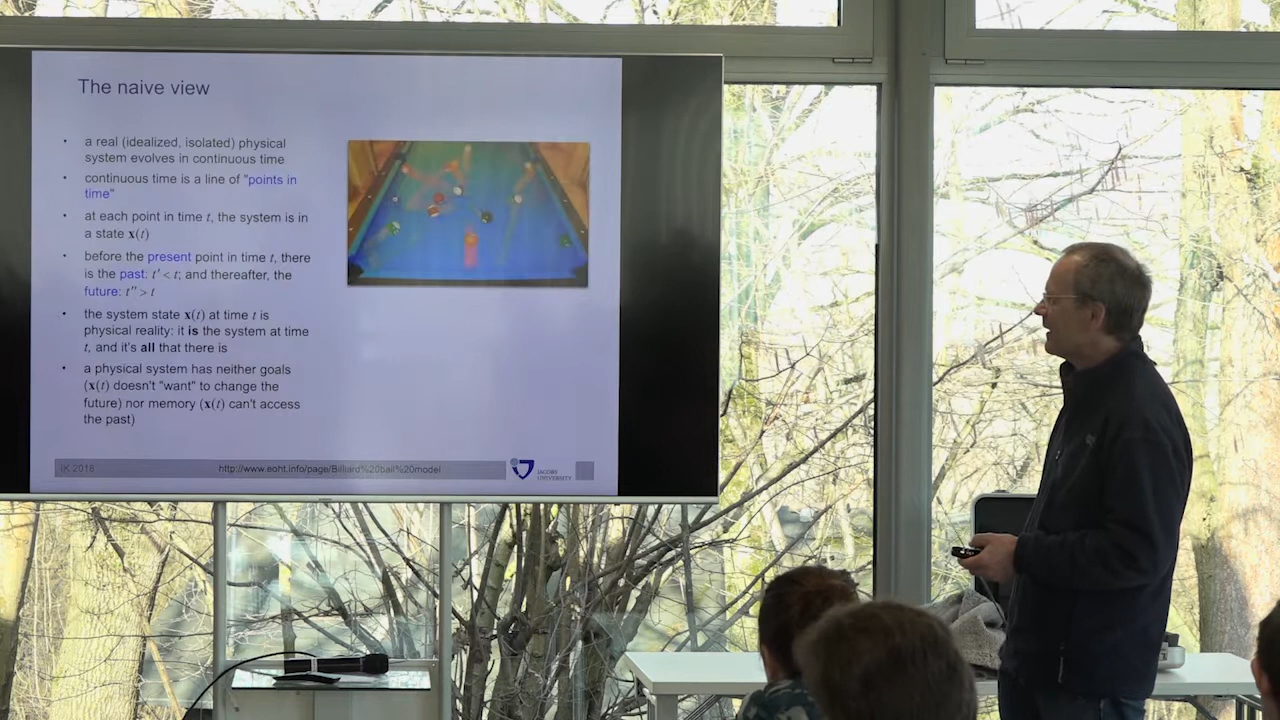 The naive view
• a real (idealized, isolated) physical
system evolves in continuous time
• continuous time is a line of "points in
time"
• at each point in time t, the system is in
a state x(t)
• before the present point in time t, there
is the past: t' < t; and thereafter, the
future: t'' > t
• the system state x(t) at time t is
physical reality: it is the system at time
t, and it's all that there is
• a physical system has neither goals
(x(t) doesn't "want" to change the
future) nor memory (x(t) can't access
the past)
IK 2018
http://www.eoht.info/page/Billiard%20ball%20model
JACOBS
UNIVERSITY